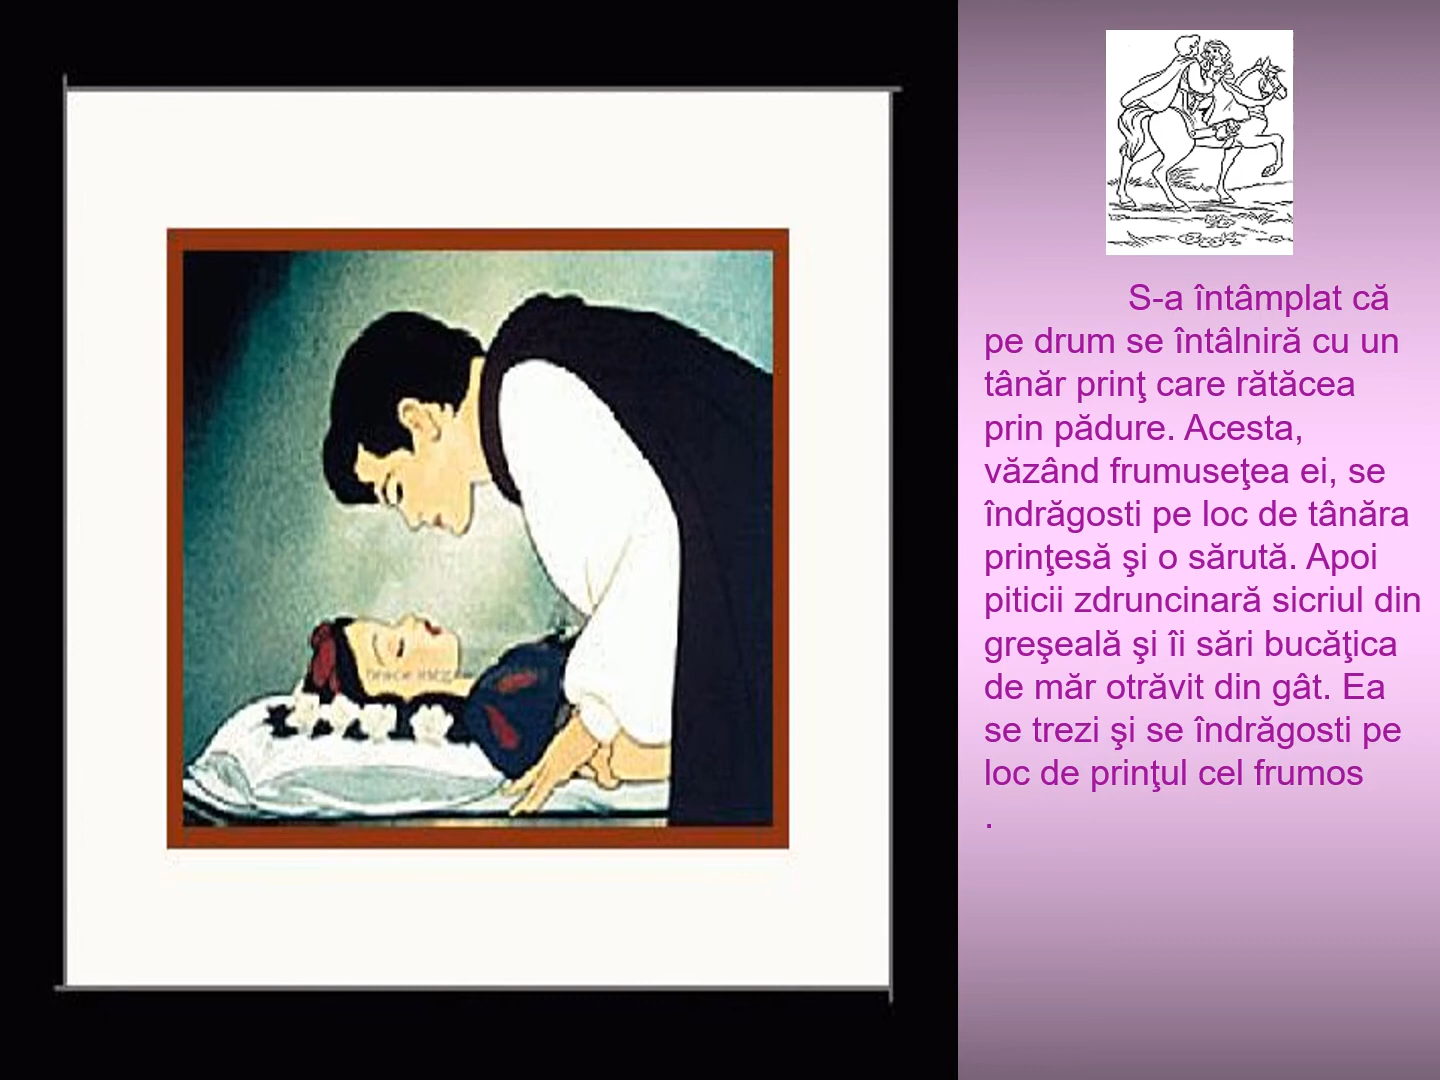 S-a întâmplat că
pe drum se întâlniră cu un
tânăr prinţ care rătăcea
prin pădure. Acesta,
văzând frumuseţea ei, se
îndrăgosti pe loc de tânăra
prinţesă şi o sărută. Apoi
piticii zdruncinară sicriul din
greşeală şi îi sări bucăţica
de măr otrăvit din gât. Ea
se trezi şi se îndrăgosti pe
loc de prinţul cel frumos
.